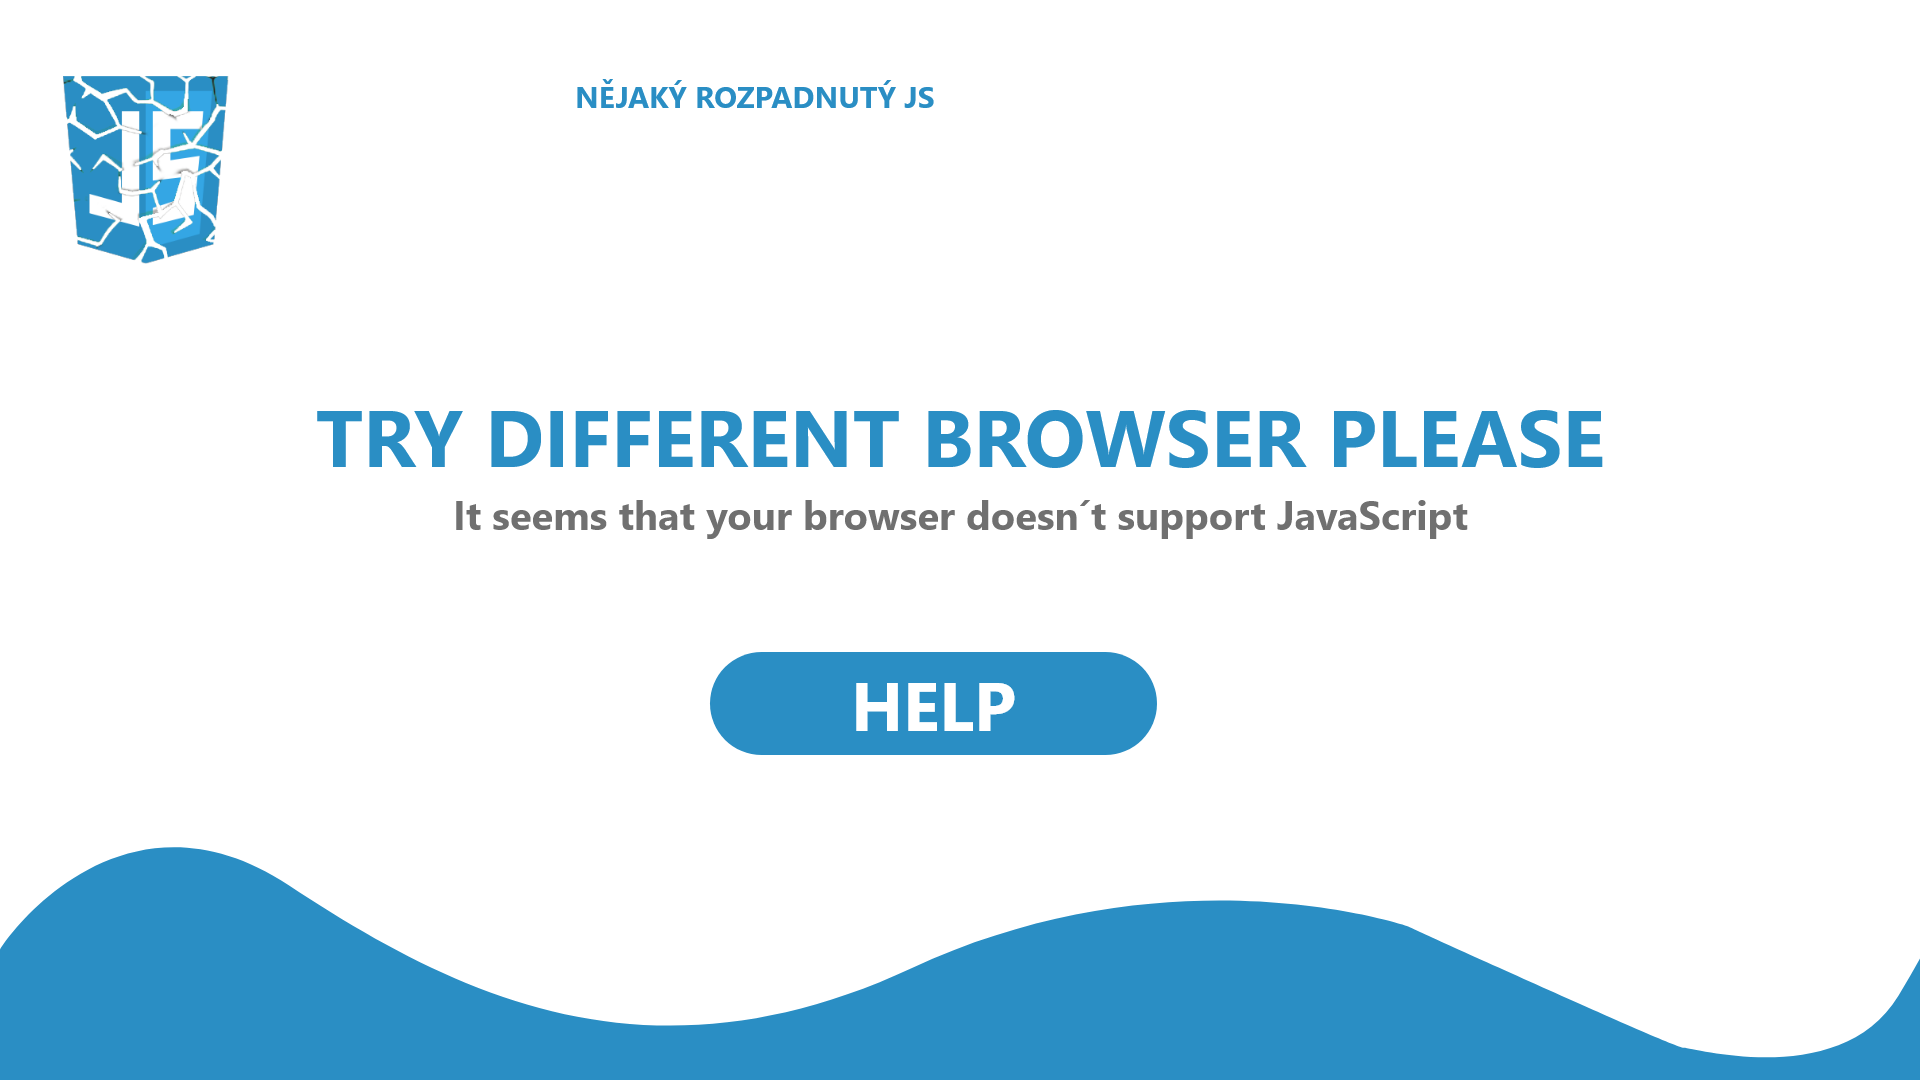 JS
NĚJAKÝ ROZPADNUTÝ JS
TRY DIFFERENT BROWSER PLEASE
It seems that your browser doesn´t support JavaScript
HELP